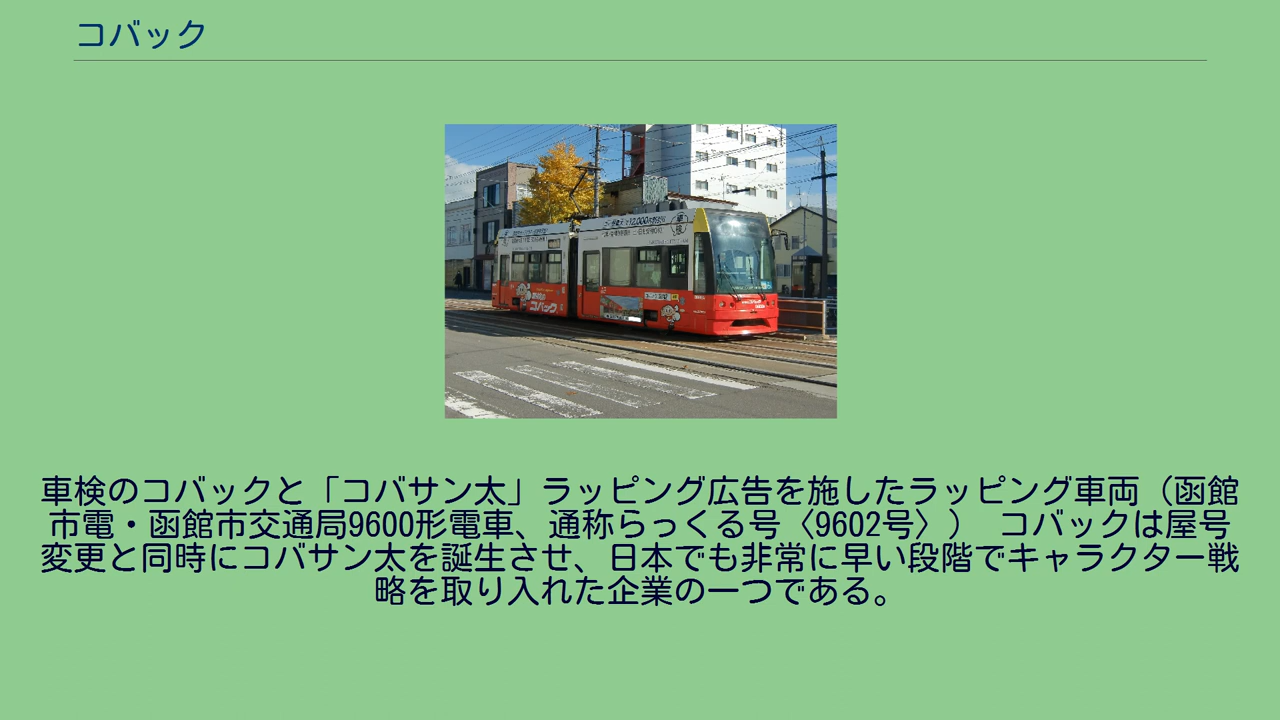 コバック
コバック
車検のコバックと「コバサン太」ラッピング広告を施したラッピング車両（函館
市電・函館市交通局9600形電車、通称らっくる号〈9602号〉）　コバックは屋号
変更と同時にコバサン太を誕生させ、日本でも非常に早い段階でキャラクター戦
略を取り入れた企業の一つである。